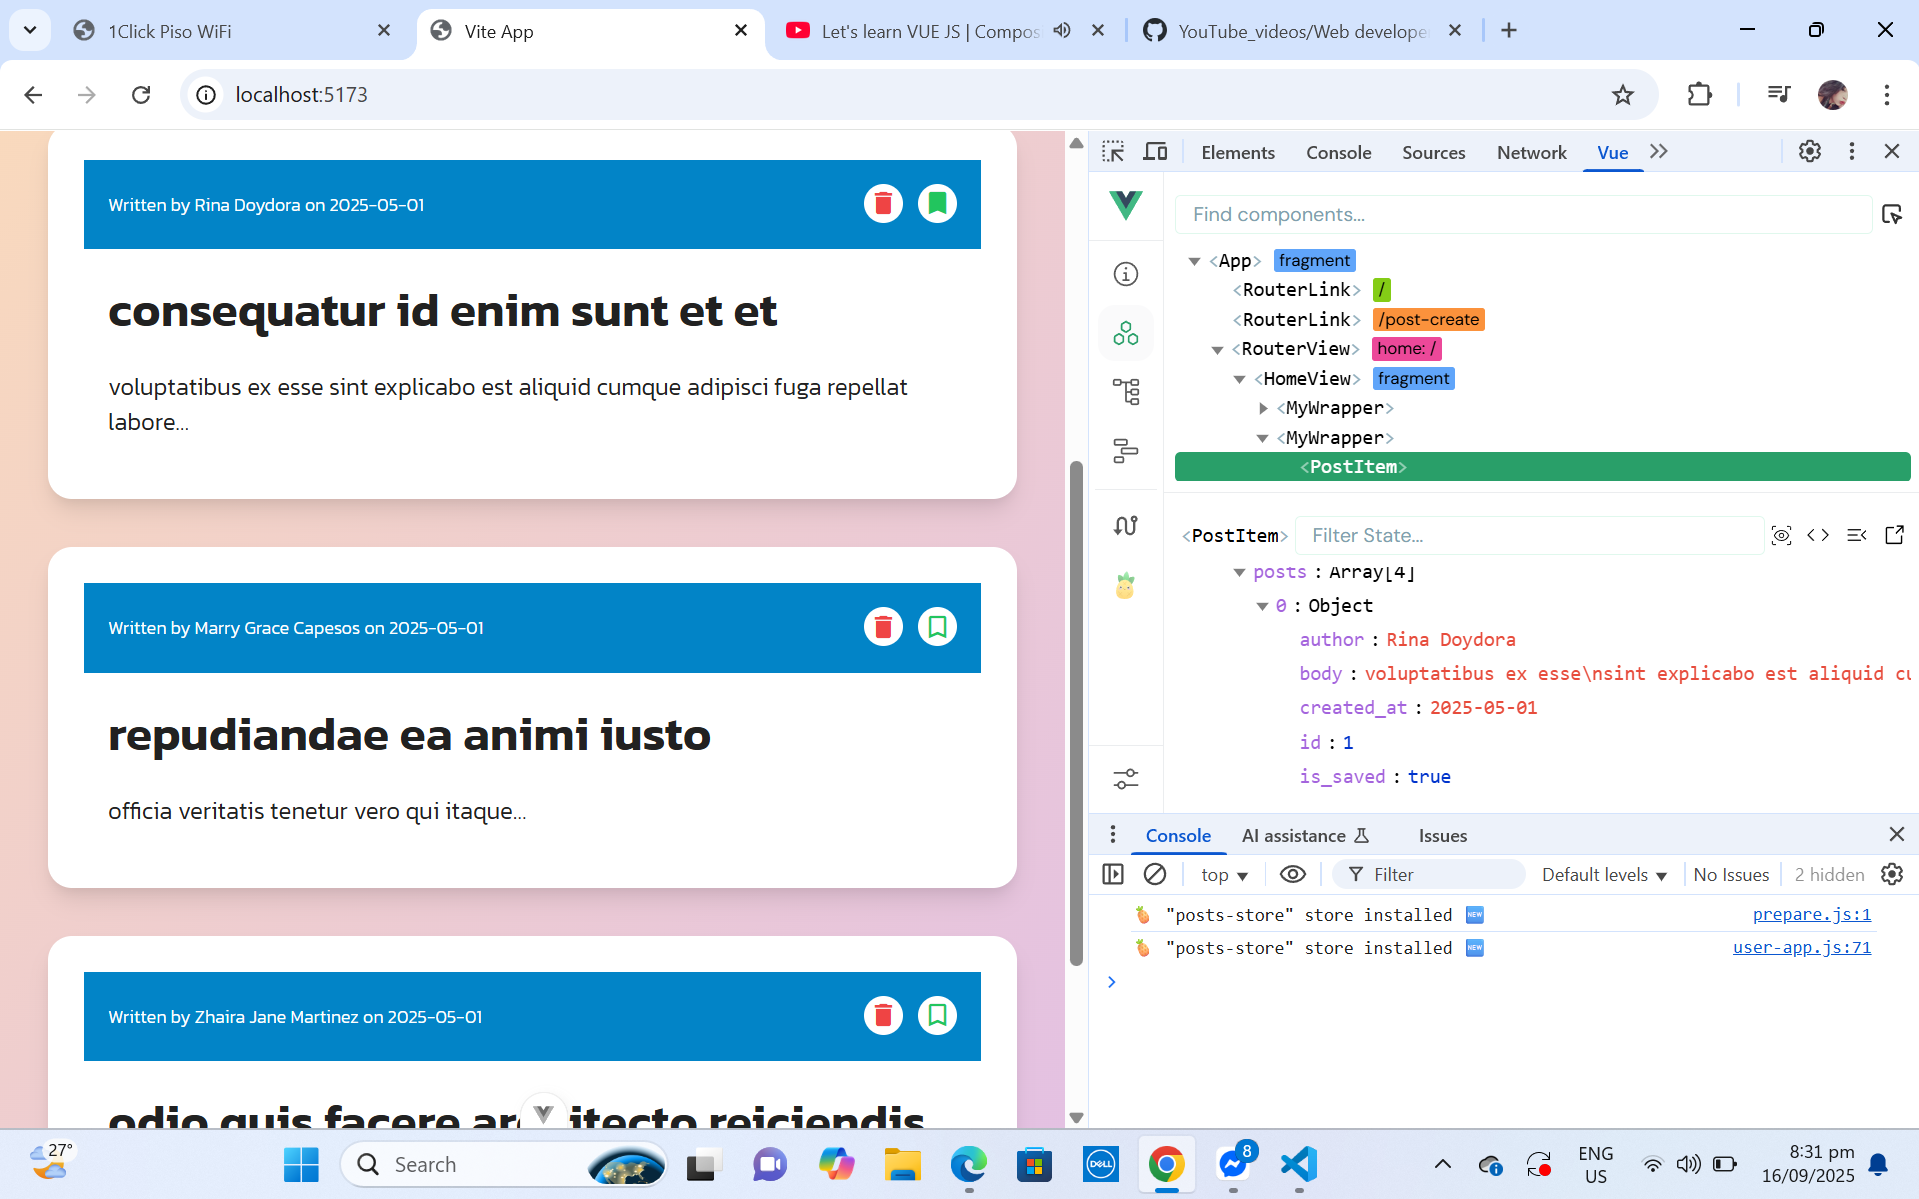 1Click Piso WiFi
Vite App
Let's learn VUE JS | Compos
YouTube_videos/Web develope
localhost:5173
Written by Rina Doydora on 2025-05-01
consequatur id enim sunt et et
voluptatibus ex esse sint explicabo est aliquid cumque adipisci fuga repellat
labore...
Written by Marry Grace Capesos on 2025-05-01
repudiandae ea animi iusto
officia veritatis tenetur vero qui itaque...
Written by Zhaira Jane Martinez on 2025-05-01
odio quis facere architecto reiciendis
Elements Console Sources Network Vue
Find components...
<App> fragment
<RouterLink> /
<RouterLink> /post-create
<RouterView> home: /
<HomeView> fragment
<MyWrapper>
<MyWrapper>
<PostItem>
<PostItem> Filter State...
posts : Array[4]
0 : Object
author : Rina Doydora
body : voluptatibus ex esse\nsint explicabo est aliquid cu
created_at : 2025-05-01
id : 1
is_saved : true
Console AI assistance Issues
top Filter Default levels No Issues 2 hidden
"posts-store" store installed NEW prepare.js:1
"posts-store" store installed NEW user-app.js:71
27°
Search
DELL
8
ENG
US
8:31 pm
16/09/2025